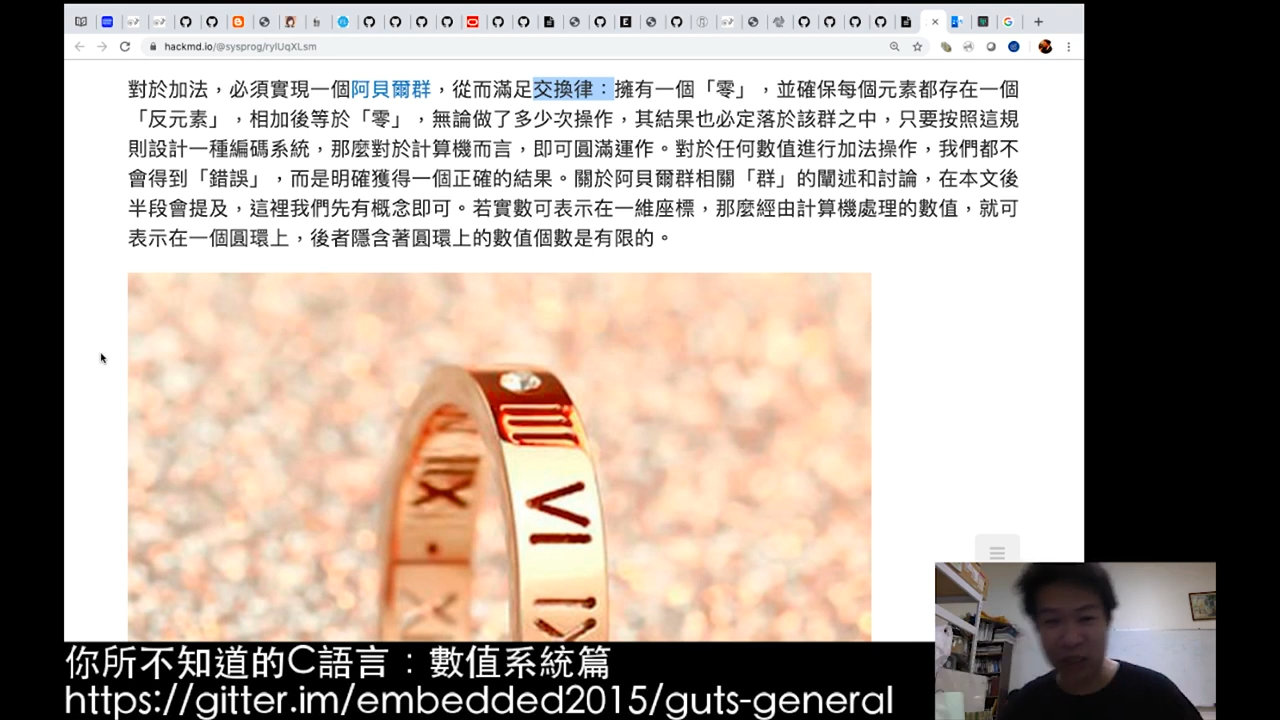 hackmd.io/@sysprog/rylUqXLsm
對於加法，必須實現一個阿貝爾群，從而滿足交換律：擁有一個「零」，並確保每個元素都存在一個
「反元素」，相加後等於「零」，無論做了多少次操作，其結果也必定落於該群之中，只要按照這規
則設計一種編碼系統，那麼對於計算機而言，即可圓滿運作。對於任何數值進行加法操作，我們都不
會得到「錯誤」，而是明確獲得一個正確的結果。關於阿貝爾群相關「群」的闡述和討論，在本文後
半段會提及，這裡我們先有概念即可。若實數可表示在一維座標，那麼經由計算機處理的數值，就可
表示在一個圓環上，後者隱含著圓環上的數值個數是有限的。
VI
你所不知道的C語言：數值系統篇
https://gitter.im/embedded2015/guts-general